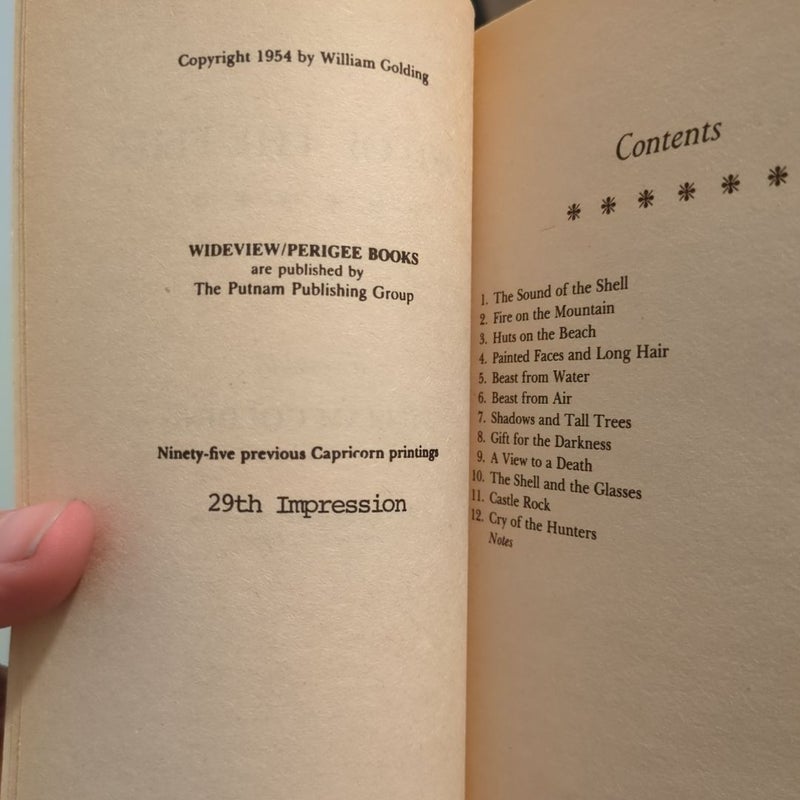 Copyright 1954 by William Golding
WIDEVIEW/PERIGEE BOOKS
are published by
The Putnam Publishing Group
Ninety-five previous Capricorn printings
29th Impression
Contents
1. The Sound of the Shell
2. Fire on the Mountain
3. Huts on the Beach
4. Painted Faces and Long Hair
5. Beast from Water
6. Beast from Air
7. Shadows and Tall Trees
8. Gift for the Darkness
9. A View to a Death
10. The Shell and the Glasses
11. Castle Rock
12. Cry of the Hunters
Notes